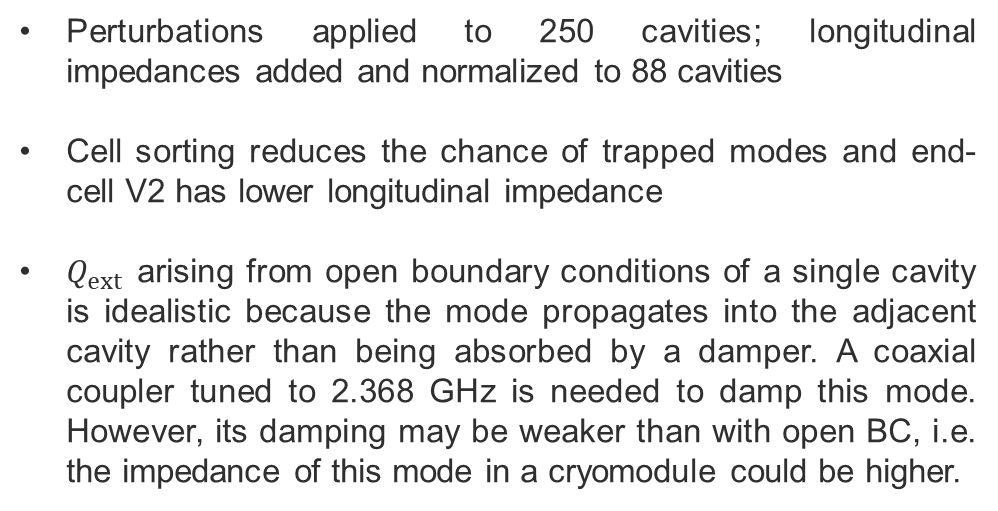 • Perturbations applied to 250 cavities; longitudinal
impedances added and normalized to 88 cavities
• Cell sorting reduces the chance of trapped modes and end-
cell V2 has lower longitudinal impedance
• Qext arising from open boundary conditions of a single cavity
is idealistic because the mode propagates into the adjacent
cavity rather than being absorbed by a damper. A coaxial
coupler tuned to 2.368 GHz is needed to damp this mode.
However, its damping may be weaker than with open BC, i.e.
the impedance of this mode in a cryomodule could be higher.